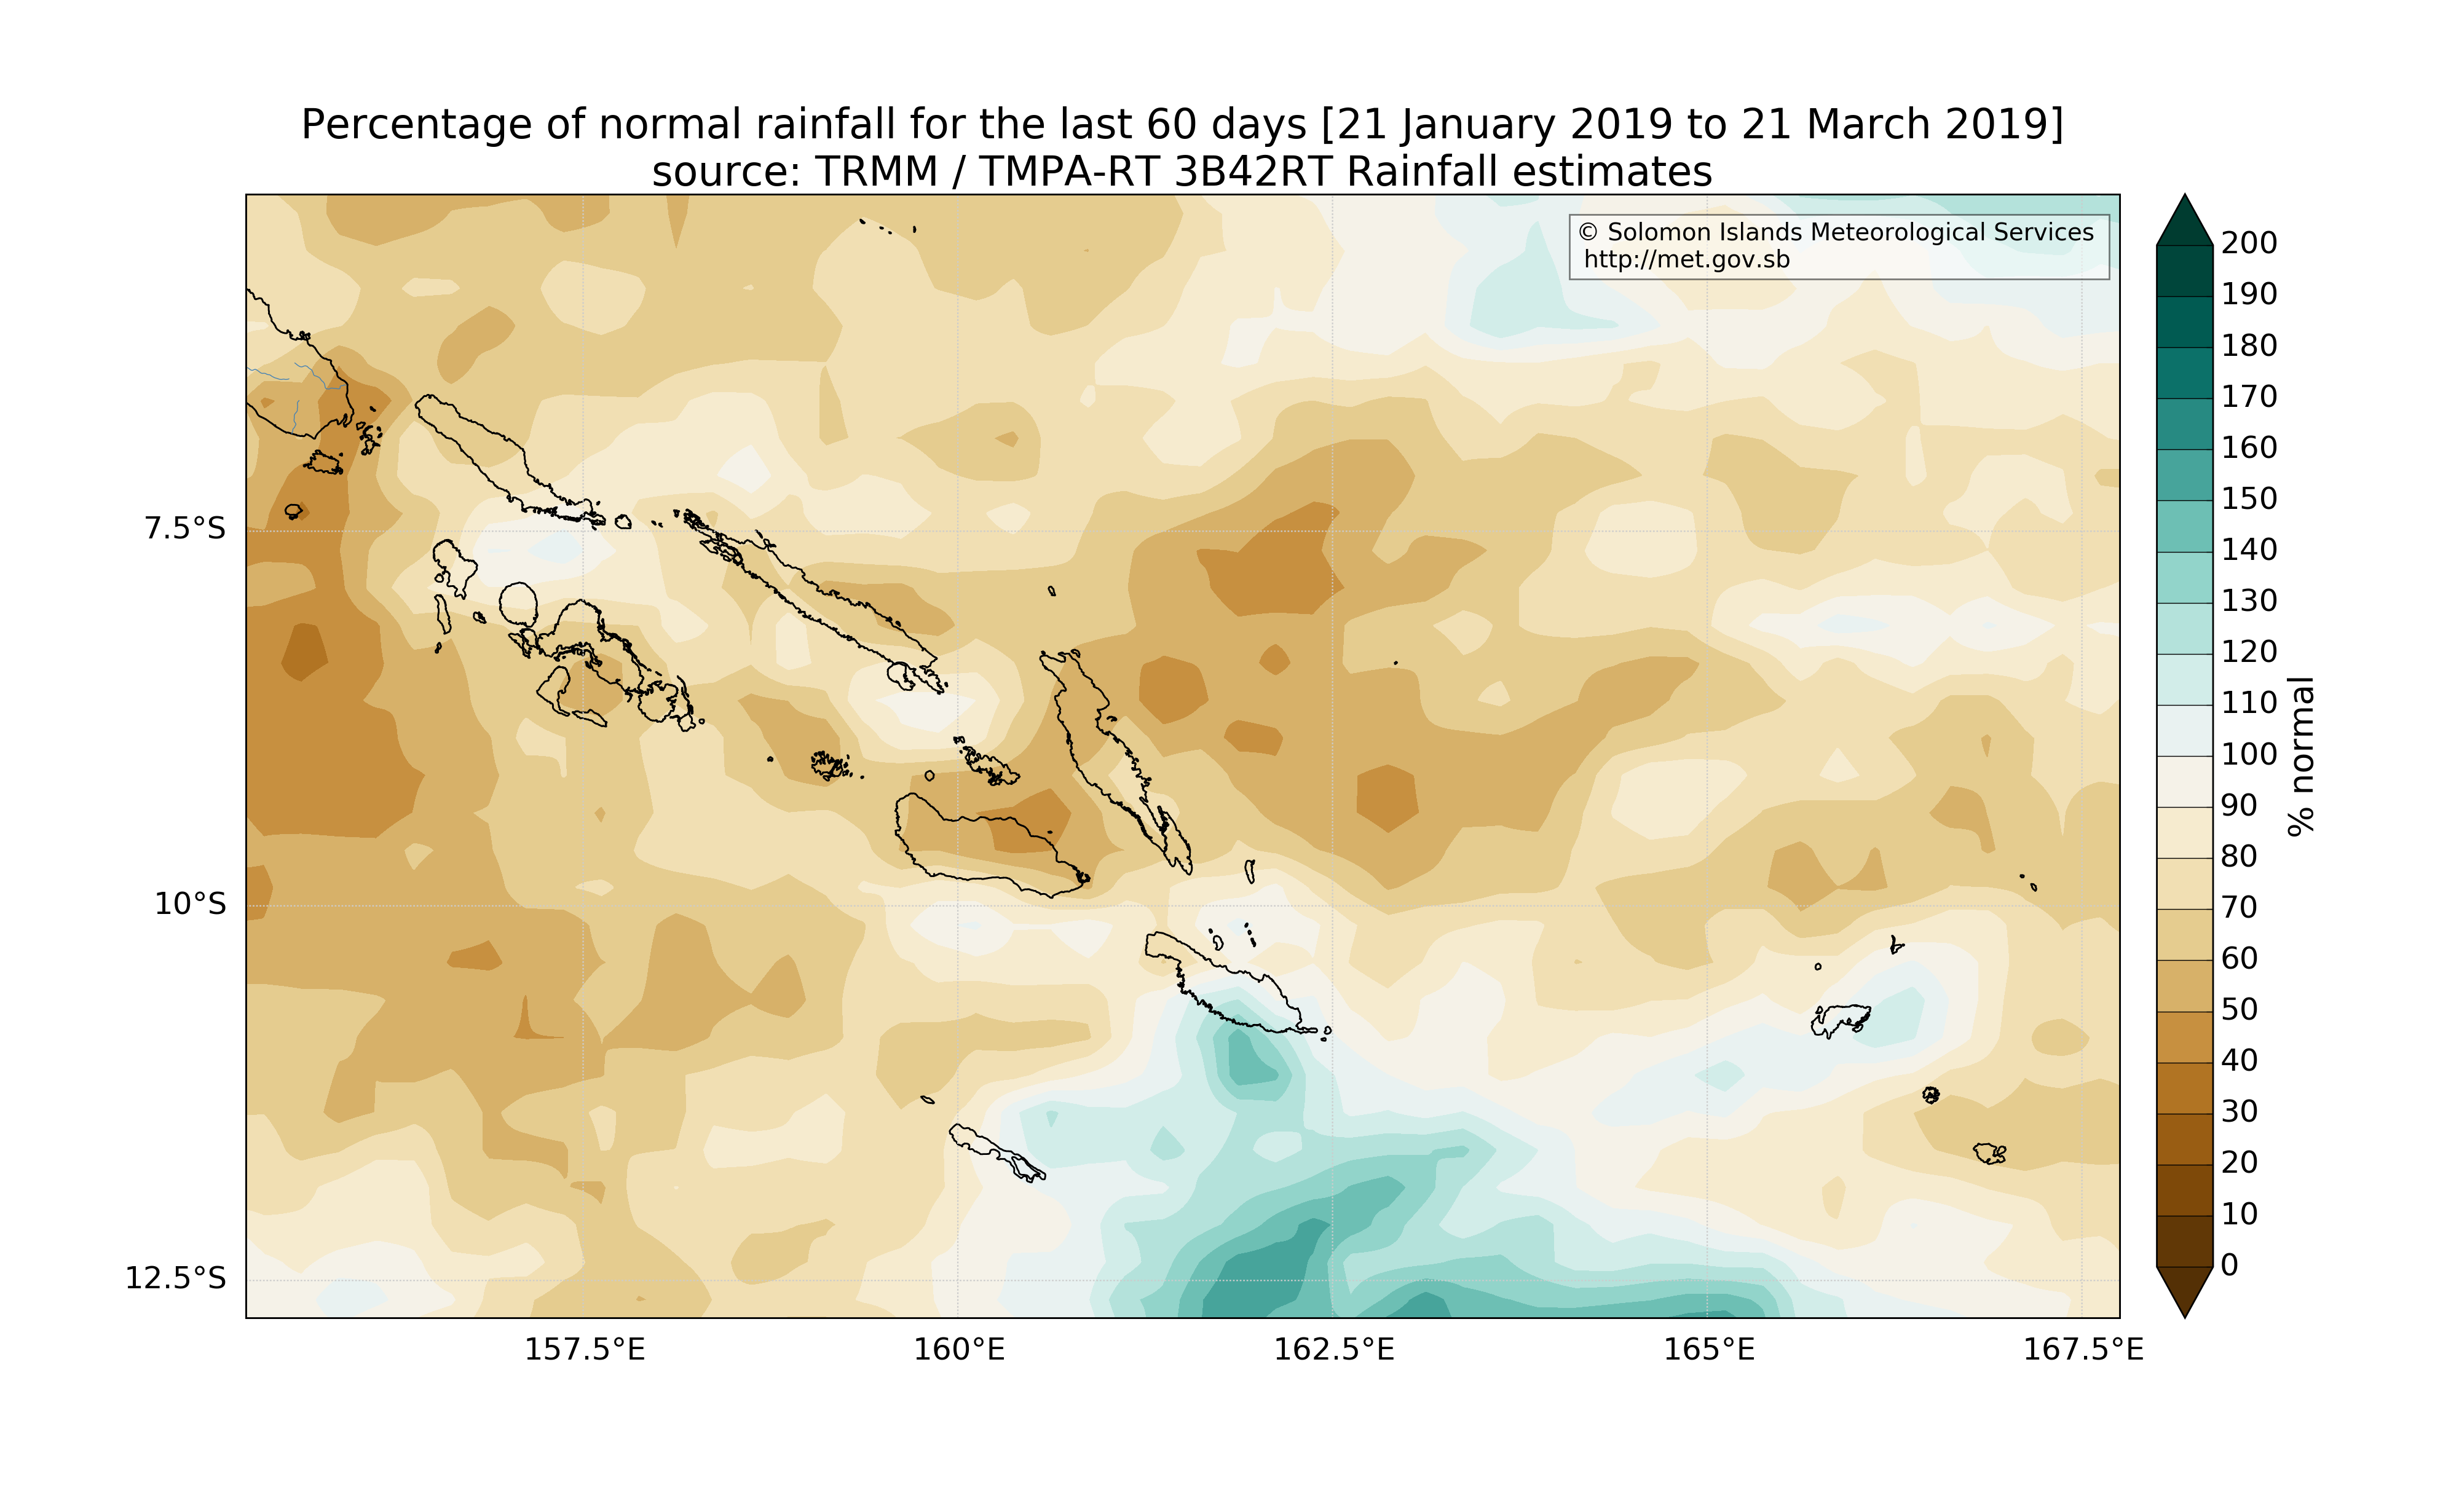 Percentage of normal rainfall for the last 60 days [21 January 2019 to 21 March 2019]
source: TRMM / TMPA-RT 3B42RT Rainfall estimates
© Solomon Islands Meteorological Services
http://met.gov.sb
7.5°S
10°S
12.5°S
157.5°E
160°E
162.5°E
165°E
167.5°E
200
190
180
170
160
150
140
130
120
110
100
90
80
70
60
50
40
30
20
10
0
% normal